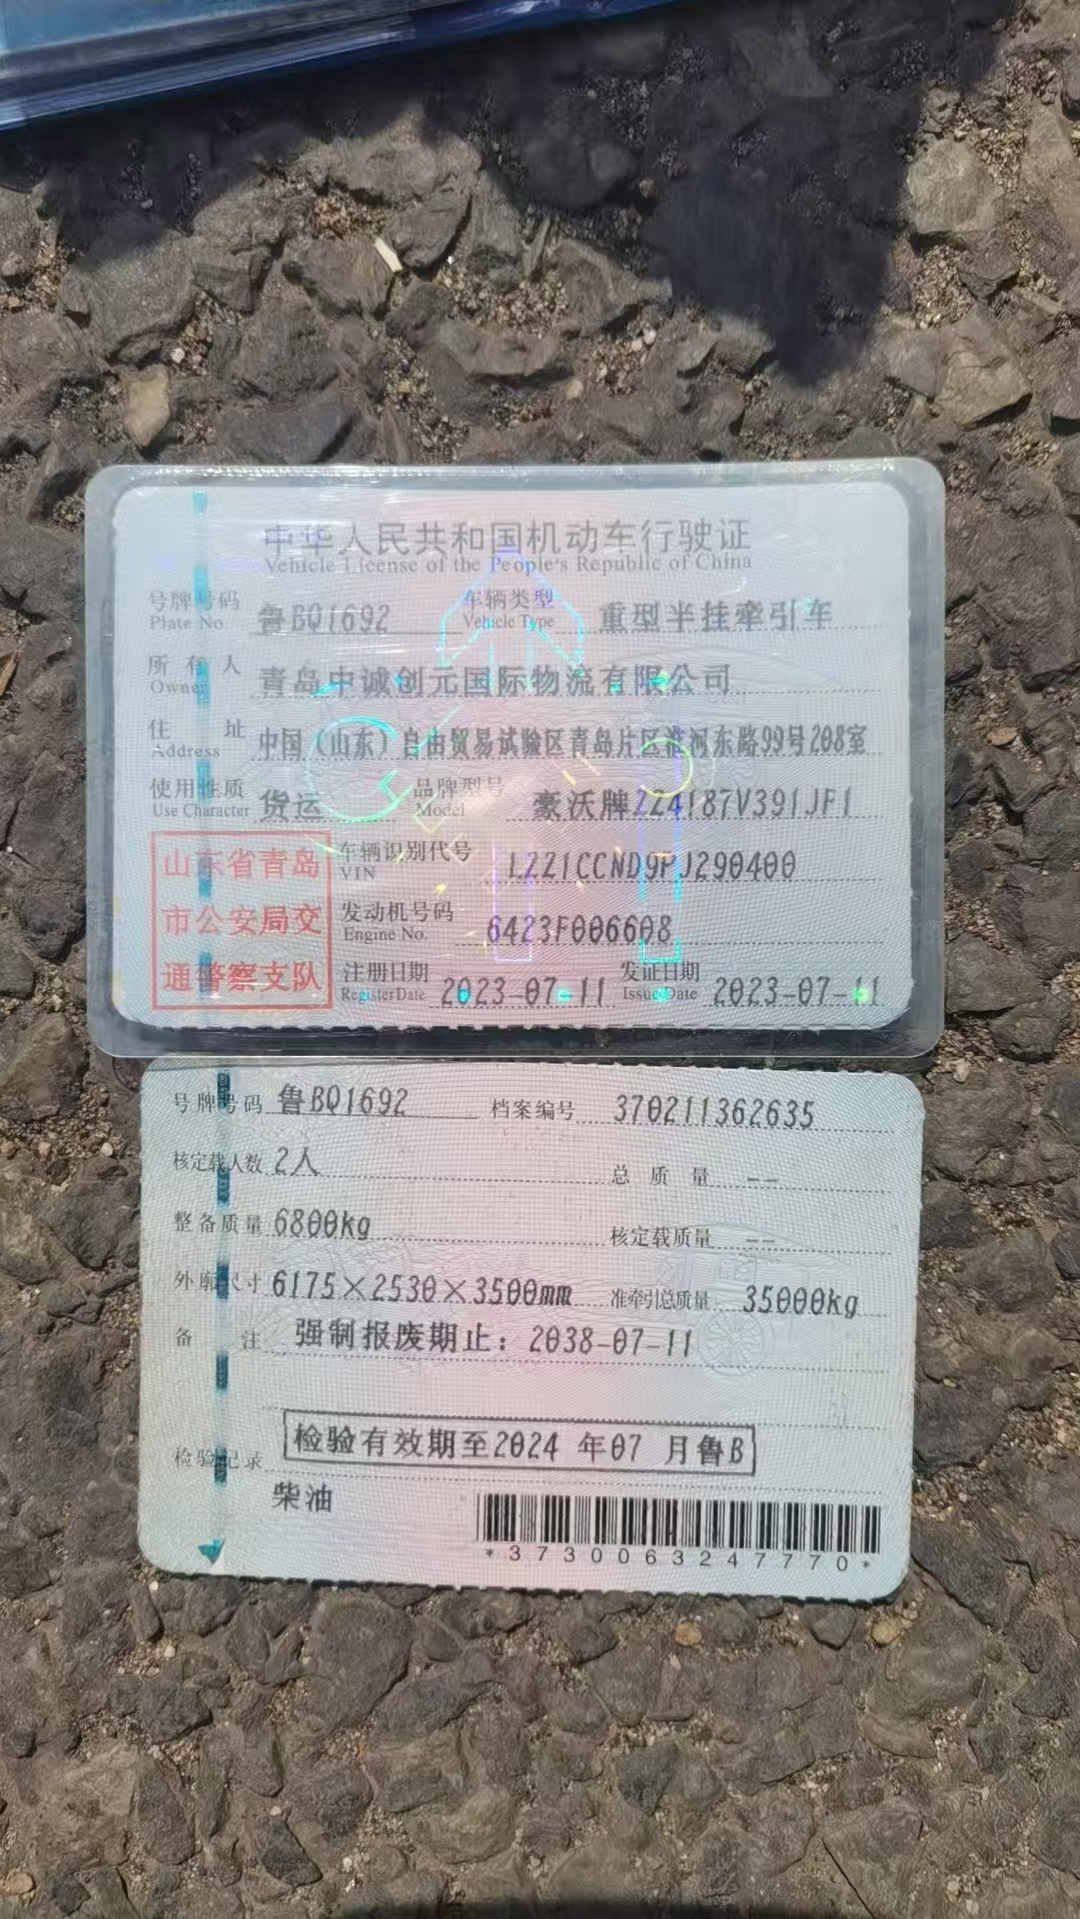 中华人民共和国机动车行驶证
Vehicle License of the People's Republic of China
号牌号码 Plate No. 鲁BQ1692 车辆类型 Vehicle Type 重型半挂牵引车
所有人 Owner 青岛中诚创元国际物流有限公司
住址 Address 中国（山东）自由贸易试验区青岛片区淮河东路99号208室
使用性质 Use Character 货运 品牌型号 Model 豪沃牌ZZ4187V391JF1
山东省青岛
市公安局交
通警察支队
车辆识别代号 VIN LZZ1CCND9PJ290400
发动机号码 Engine No. 6423F006608
注册日期 Register Date 2023-07-11 发证日期 Issue Date 2023-07-11
号牌号码 鲁BQ1692 档案编号 370211362635
核定载人数 2人 总质量 --
整备质量 6800kg 核定载质量 --
外廓尺寸 6175×2530×3500mm 准牵引总质量 35000kg
备注 强制报废期止：2038-07-11
检验记录 检验有效期至2024 年07 月鲁B
柴油
*3730063247770*